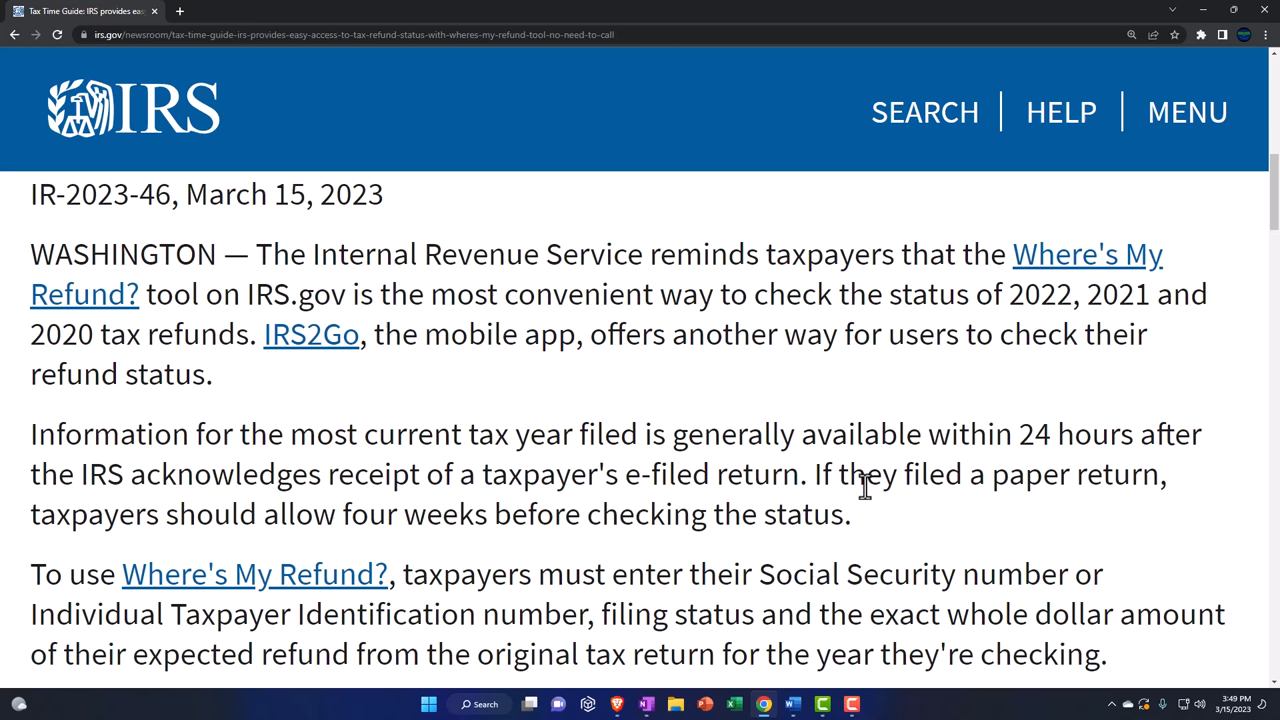 Tax Time Guide: IRS provides eas
irs.gov/newsroom/tax-time-guide-irs-provides-easy-access-to-tax-refund-status-with-wheres-my-refund-tool-no-need-to-call
IRS
SEARCH HELP MENU
IR-2023-46, March 15, 2023
WASHINGTON — The Internal Revenue Service reminds taxpayers that the Where's My
Refund? tool on IRS.gov is the most convenient way to check the status of 2022, 2021 and
2020 tax refunds. IRS2Go, the mobile app, offers another way for users to check their
refund status.
Information for the most current tax year filed is generally available within 24 hours after
the IRS acknowledges receipt of a taxpayer's e-filed return. If they filed a paper return,
taxpayers should allow four weeks before checking the status.
To use Where's My Refund?, taxpayers must enter their Social Security number or
Individual Taxpayer Identification number, filing status and the exact whole dollar amount
of their expected refund from the original tax return for the year they're checking.
Search
3:49 PM
3/15/2023